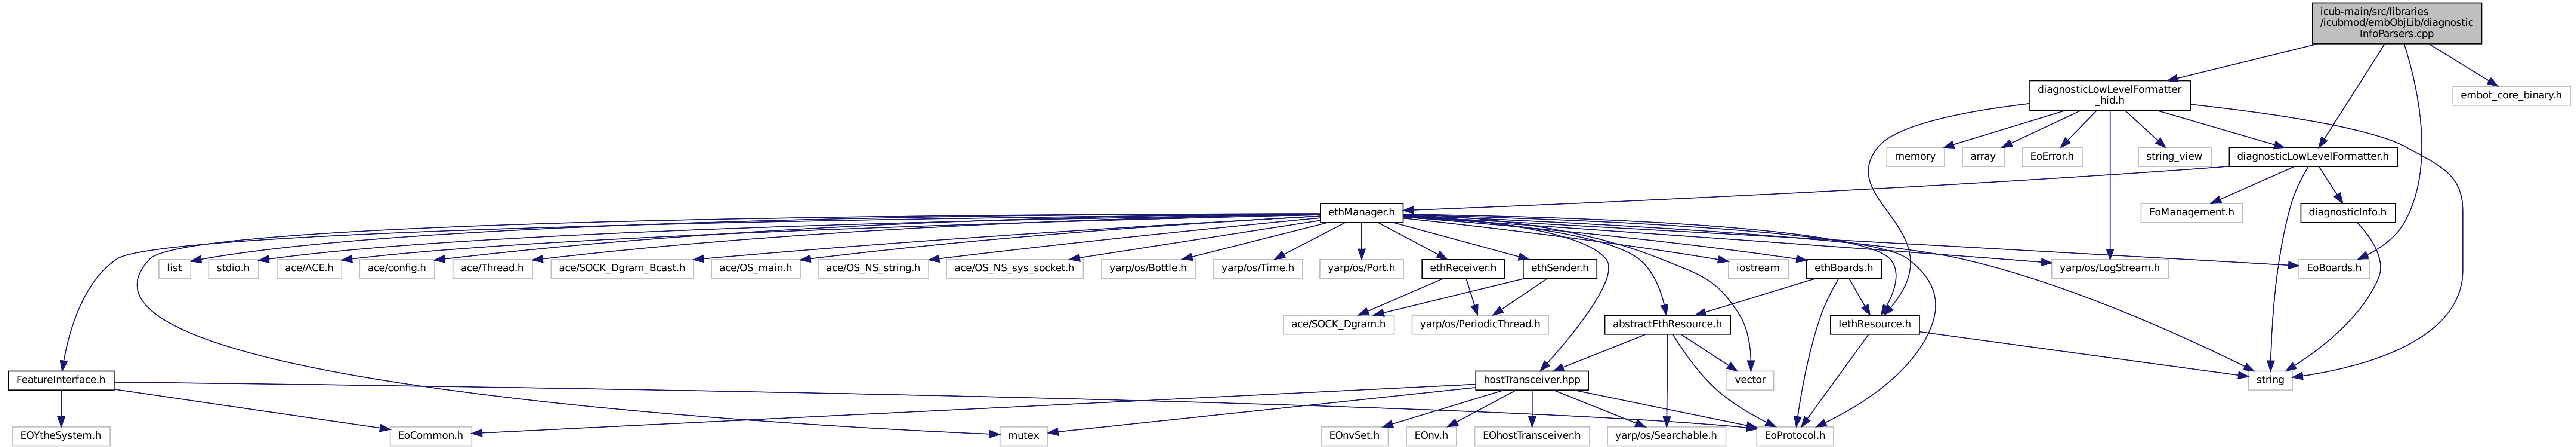 icub-main/src/libraries
/icubmod/embObjLib/diagnostic
InfoParsers.cpp
diagnosticLowLevelFormatter
_hid.h
embot_core_binary.h
memory
array
EoError.h
string_view
diagnosticLowLevelFormatter.h
ethManager.h
EoManagement.h
diagnosticInfo.h
list
stdio.h
ace/ACE.h
ace/config.h
ace/Thread.h
ace/SOCK_Dgram_Bcast.h
ace/OS_main.h
ace/OS_NS_string.h
ace/OS_NS_sys_socket.h
yarp/os/Bottle.h
yarp/os/Time.h
yarp/os/Port.h
ethReceiver.h
ethSender.h
iostream
ethBoards.h
yarp/os/LogStream.h
EoBoards.h
ace/SOCK_Dgram.h
yarp/os/PeriodicThread.h
abstractEthResource.h
IethResource.h
FeatureInterface.h
hostTransceiver.hpp
vector
string
EOYtheSystem.h
EoCommon.h
mutex
EOnvSet.h
EOnv.h
EOhostTransceiver.h
yarp/os/Searchable.h
EoProtocol.h